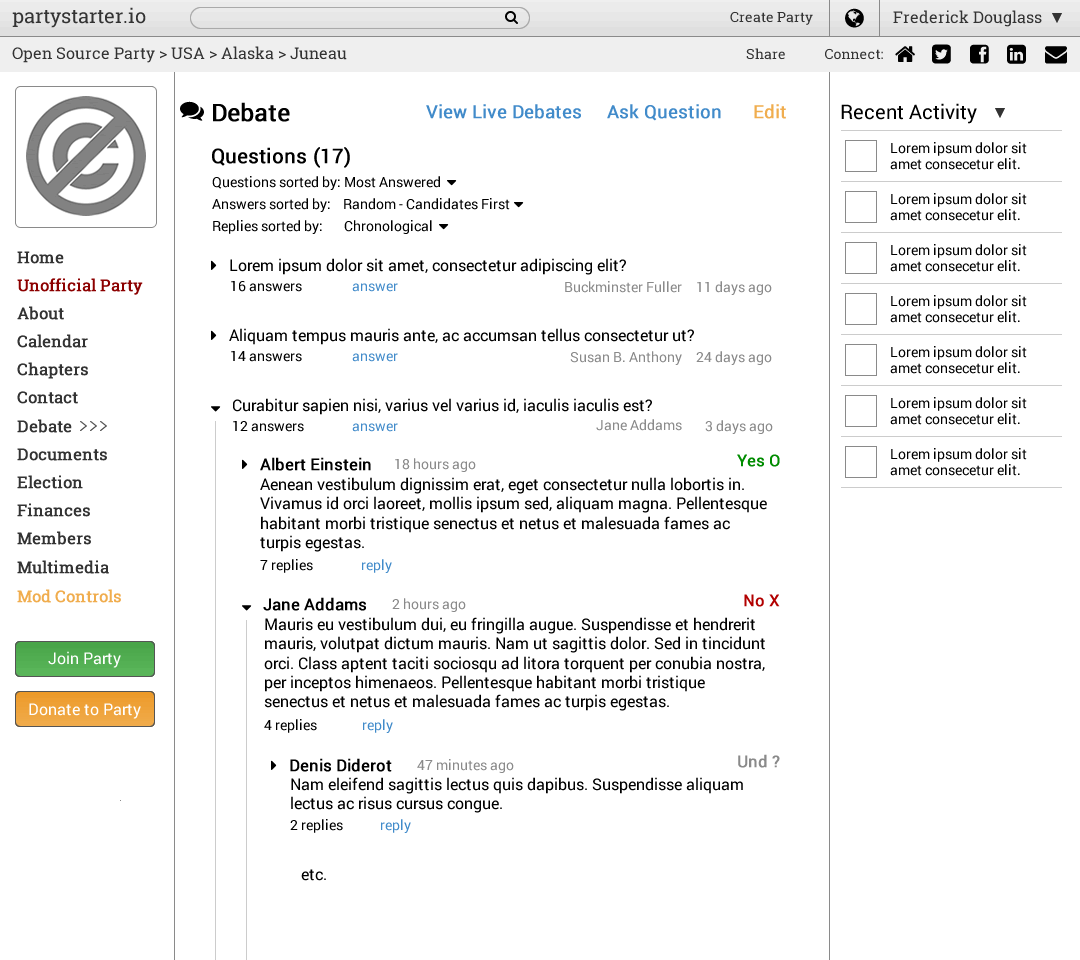 partystarter.io
Create Party
Frederick Douglass ▼
Open Source Party > USA > Alaska > Juneau
Share
Connect:
Home
Unofficial Party
About
Calendar
Chapters
Contact
Debate >>>
Documents
Election
Finances
Members
Multimedia
Mod Controls
Join Party
Donate to Party
Debate
View Live Debates
Ask Question
Edit
Questions (17)
Questions sorted by: Most Answered
Answers sorted by: Random - Candidates First
Replies sorted by: Chronological
Lorem ipsum dolor sit amet, consectetur adipiscing elit?
16 answers answer Buckminster Fuller 11 days ago
Aliquam tempus mauris ante, ac accumsan tellus consectetur ut?
14 answers answer Susan B. Anthony 24 days ago
Curabitur sapien nisi, varius vel varius id, iaculis iaculis est?
12 answers answer Jane Addams 3 days ago
Albert Einstein 18 hours ago Yes O
Aenean vestibulum dignissim erat, eget consectetur nulla lobortis in.
Vivamus id orci laoreet, mollis ipsum sed, aliquam magna. Pellentesque
habitant morbi tristique senectus et netus et malesuada fames ac
turpis egestas.
7 replies reply
Jane Addams 2 hours ago No X
Mauris eu vestibulum dui, eu fringilla augue. Suspendisse et hendrerit
mauris, volutpat dictum mauris. Nam ut sagittis dolor. Sed in tincidunt
orci. Class aptent taciti sociosqu ad litora torquent per conubia nostra,
per inceptos himenaeos. Pellentesque habitant morbi tristique
senectus et netus et malesuada fames ac turpis egestas.
4 replies reply
Denis Diderot 47 minutes ago Und ?
Nam eleifend sagittis lectus quis dapibus. Suspendisse aliquam
lectus ac risus cursus congue.
2 replies reply
etc.
Recent Activity ▼
Lorem ipsum dolor sit
amet consecetur elit.
Lorem ipsum dolor sit
amet consecetur elit.
Lorem ipsum dolor sit
amet consecetur elit.
Lorem ipsum dolor sit
amet consecetur elit.
Lorem ipsum dolor sit
amet consecetur elit.
Lorem ipsum dolor sit
amet consecetur elit.
Lorem ipsum dolor sit
amet consecetur elit.